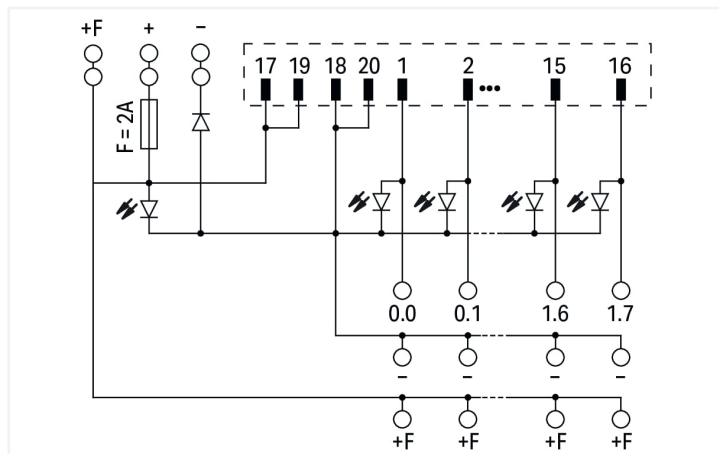 +F + −
17 19 18 20 1 2 ••• 15 16
F = 2A
0.0 0.1 1.6 1.7
− − − −
+F +F +F +F